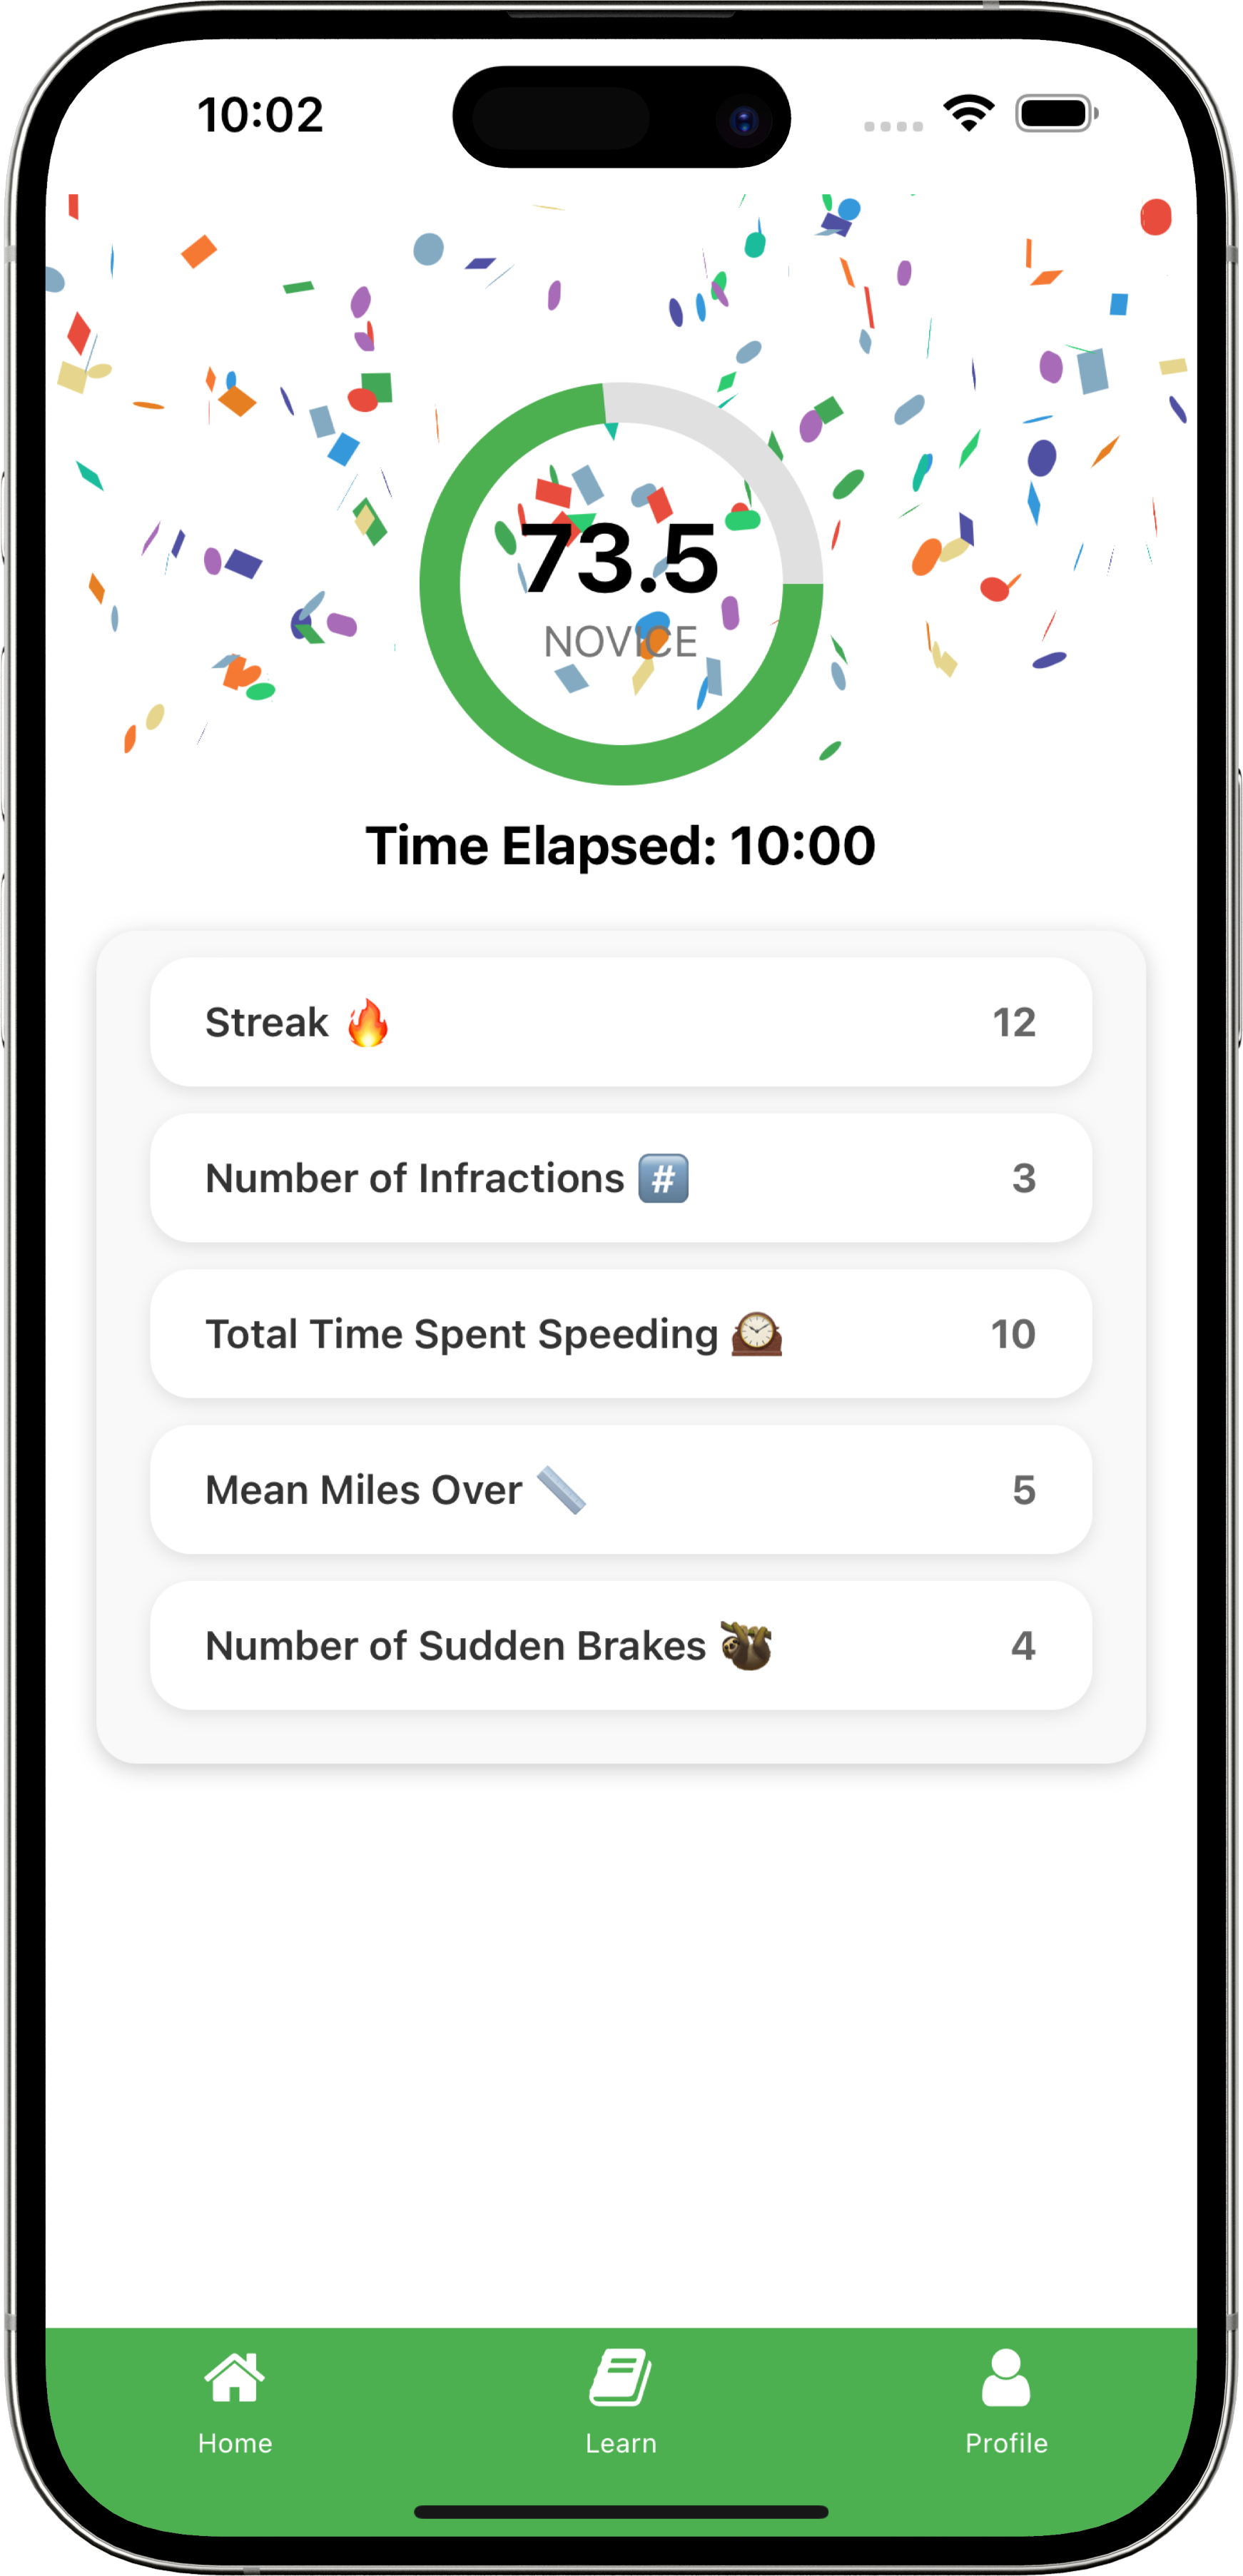 10:02
73.5
NOVICE
Time Elapsed: 10:00
Streak 🔥 12
Number of Infractions #️⃣ 3
Total Time Spent Speeding 🕰️ 10
Mean Miles Over 📏 5
Number of Sudden Brakes 🦥 4
Home Learn Profile